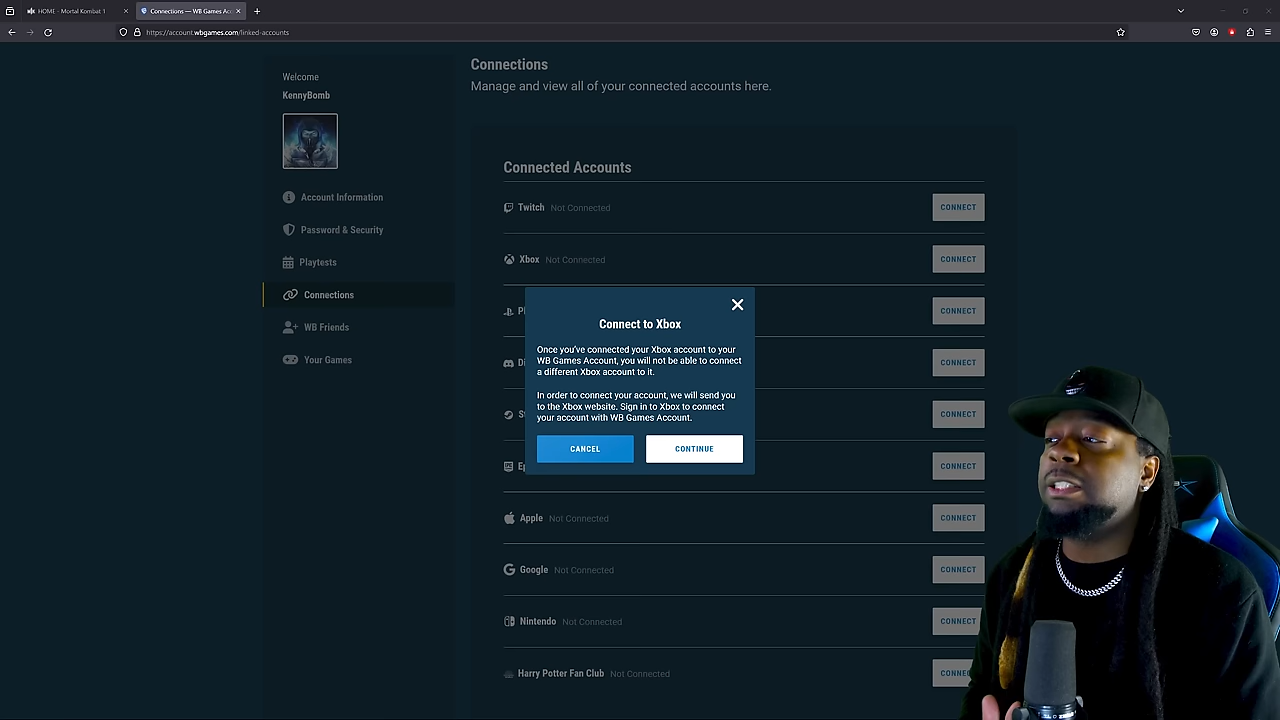 HOME - Mortal Kombat 1
Connections — WB Games Acc
https://account.wbgames.com/linked-accounts
Welcome
KennyBomb
Account Information
Password & Security
Playtests
Connections
WB Friends
Your Games
Connections
Manage and view all of your connected accounts here.
Connected Accounts
Twitch Not Connected CONNECT
Xbox Not Connected CONNECT
CONNECT
CONNECT
CONNECT
CONNECT
Apple Not Connected CONNECT
Google Not Connected CONNECT
Nintendo Not Connected CONNECT
Harry Potter Fan Club Not Connected
Connect to Xbox
Once you've connected your Xbox account to your
WB Games Account, you will not be able to connect
a different Xbox account to it.
In order to connect your account, we will send you
to the Xbox website. Sign in to Xbox to connect
your account with WB Games Account.
CANCEL CONTINUE